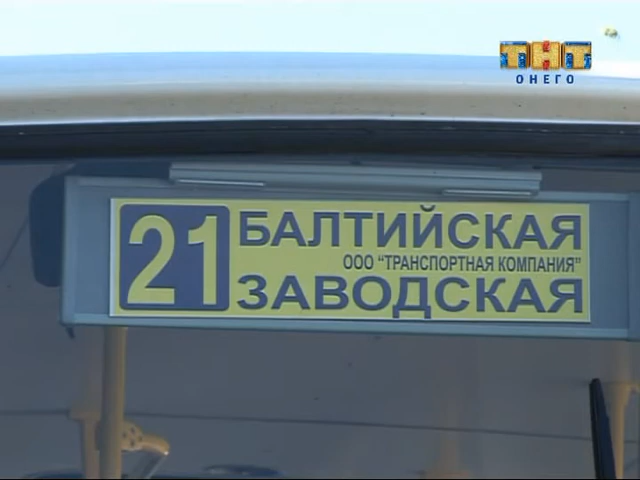 ТНТ
ОНЕГО
21
БАЛТИЙСКАЯ
ООО "ТРАНСПОРТНАЯ КОМПАНИЯ"
ЗАВОДСКАЯ